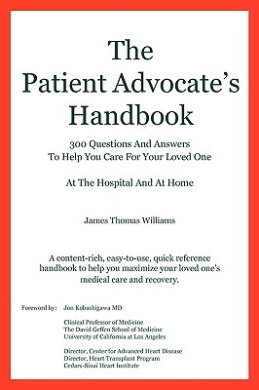 The
Patient Advocate's
Handbook
300 Questions And Answers
To Help You Care For Your Loved One
At The Hospital And At Home
James Thomas Williams
A content-rich, easy-to-use, quick reference
handbook to help you maximize your loved one's
medical care and recovery.
Foreword by: Jon Kobashigawa MD
Clinical Professor of Medicine
The David Geffen School of Medicine
University of California at Los Angeles
Director, Center for Advanced Heart Disease
Director, Heart Transplant Program
Cedars-Sinai Heart Institute